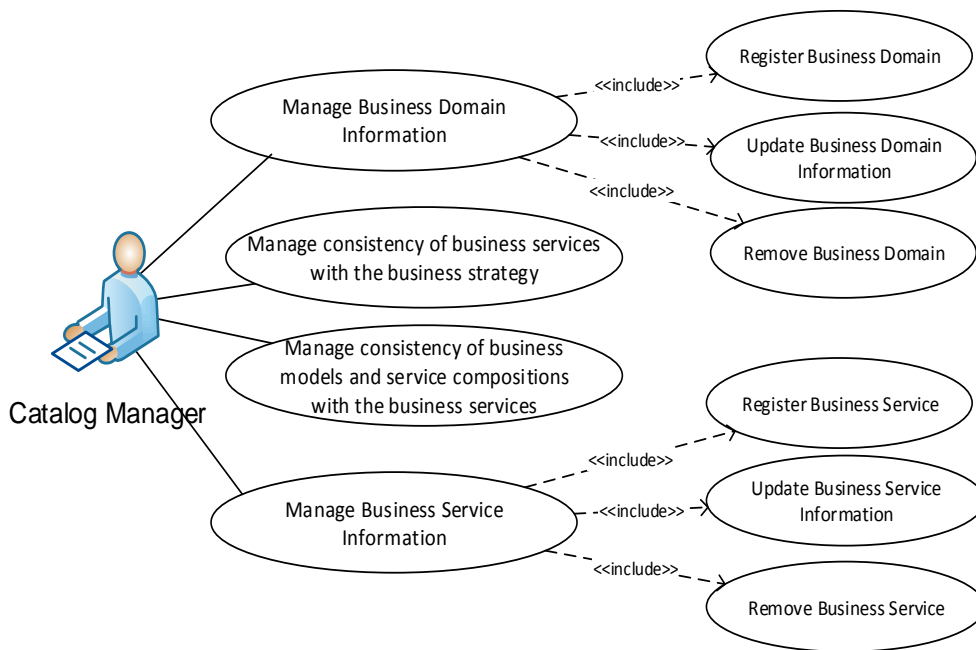 Register Business Domain
<<include>>
Manage Business Domain
Information
<<include>>
Update Business Domain
Information
<<include>>
Remove Business Domain
Manage consistency of business services
with the business strategy
Manage consistency of business
models and service compositions
with the business services
Catalog Manager
Register Business Service
<<include>>
Manage Business Service
Information
<<include>>
Update Business Service
Information
<<include>>
Remove Business Service